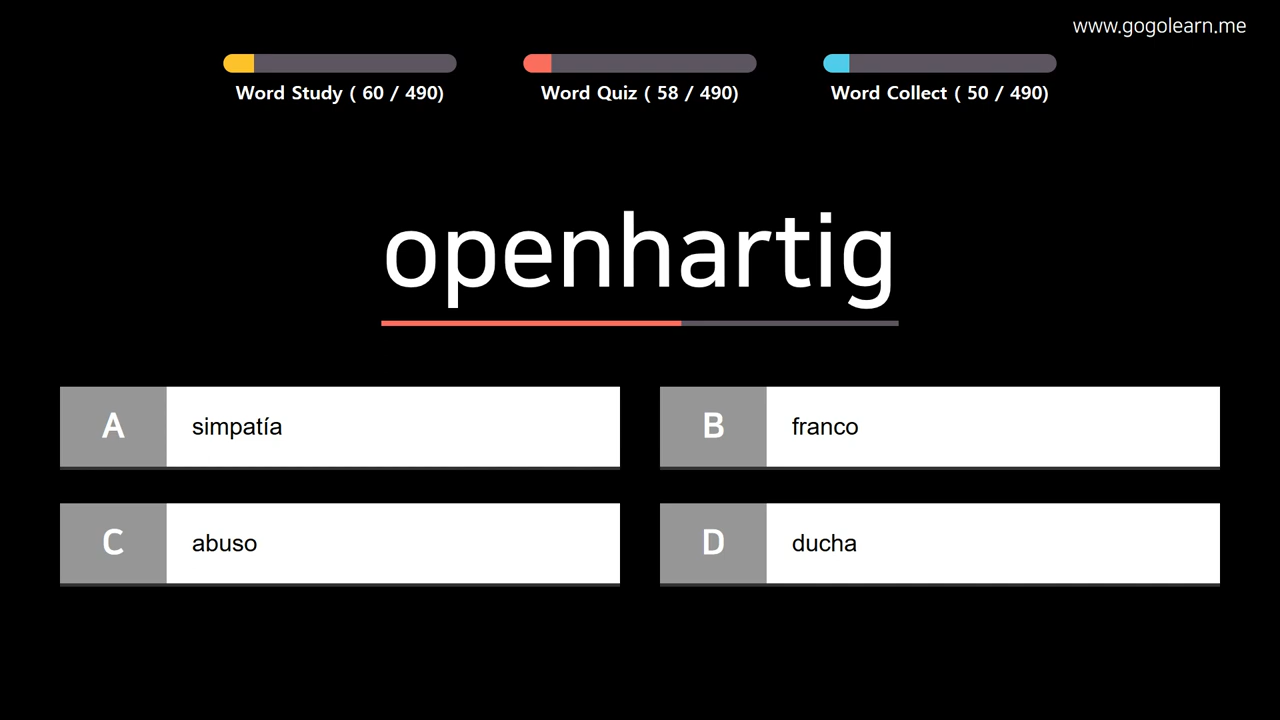 www.gogolearn.me
Word Study ( 60 / 490)
Word Quiz ( 58 / 490)
Word Collect ( 50 / 490)
openhartig
A simpatía
B franco
C abuso
D ducha